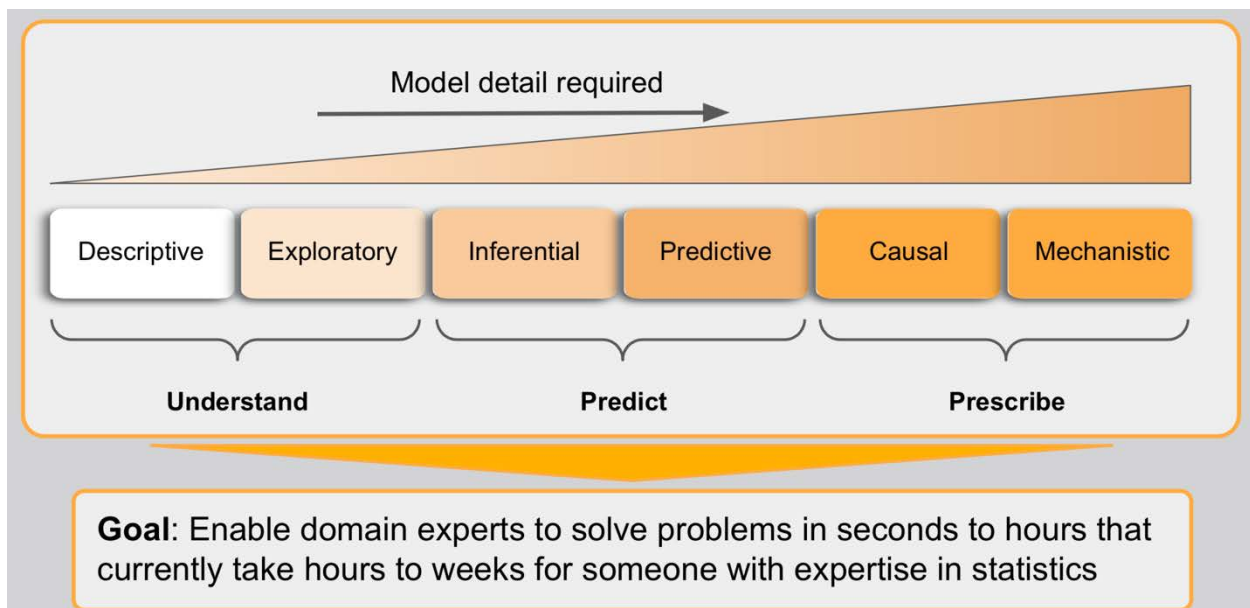 Model detail required
Descriptive
Exploratory
Inferential
Predictive
Causal
Mechanistic
Understand
Predict
Prescribe
Goal: Enable domain experts to solve problems in seconds to hours that
currently take hours to weeks for someone with expertise in statistics